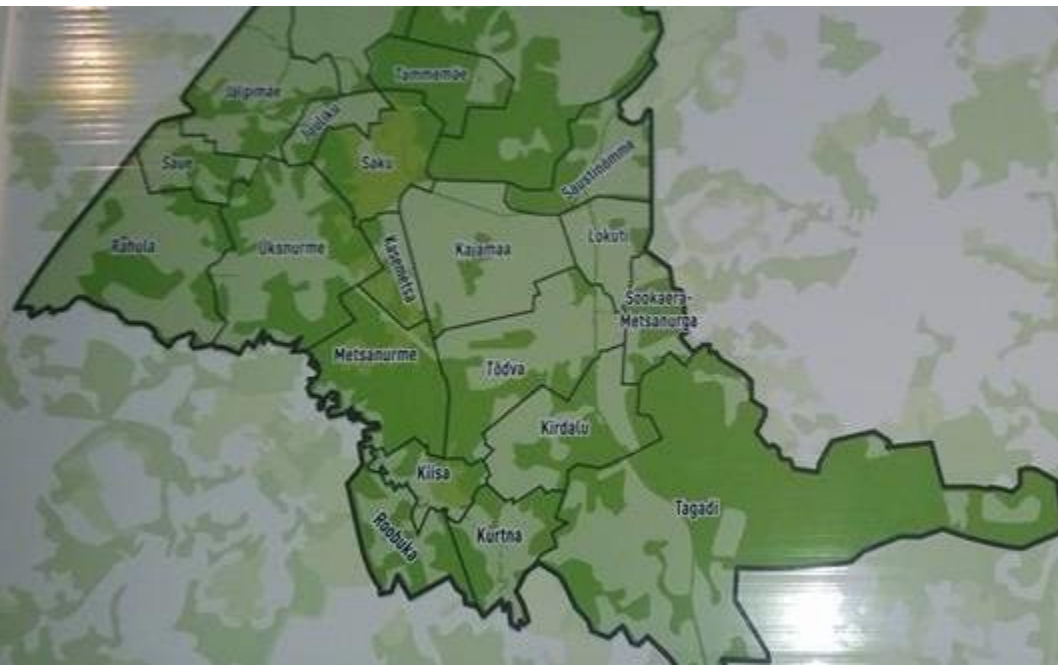 Tammemäe
Jälgimäe
Juuliku
Saku
Saue
Saustinõmme
Rahula
Üksnurme
Kasemetsa
Kajamaa
Lokuti
Sookaera-
Metsanurga
Metsanurme
Tõdva
Kirdalu
Kiisa
Roobuka
Kurtna
Tagadi